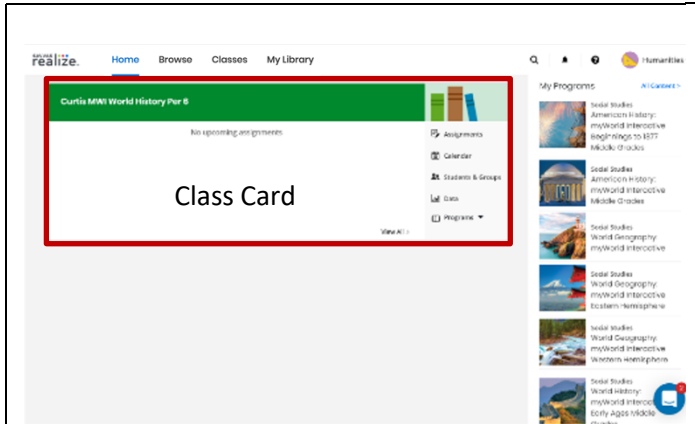 realize.
Home Browse Classes My Library
Humanities
Curtis MWI World History Per 6
No upcoming assignments
Class Card
View All >
Assignments
Calendar
Students & Groups
Data
Programs
My Programs
All Content >
Social Studies
American History:
myWorld Interactive
Beginnings to 1877
Middle Grades
Social Studies
American History:
myWorld Interactive
Middle Grades
Social Studies
World Geography
myWorld Interactive
Social Studies
World Geography
myWorld Interactive
Eastern Hemisphere
Social Studies
World Geography
myWorld Interactive
Western Hemisphere
Social Studies
World History:
myWorld
Early Ages Middle